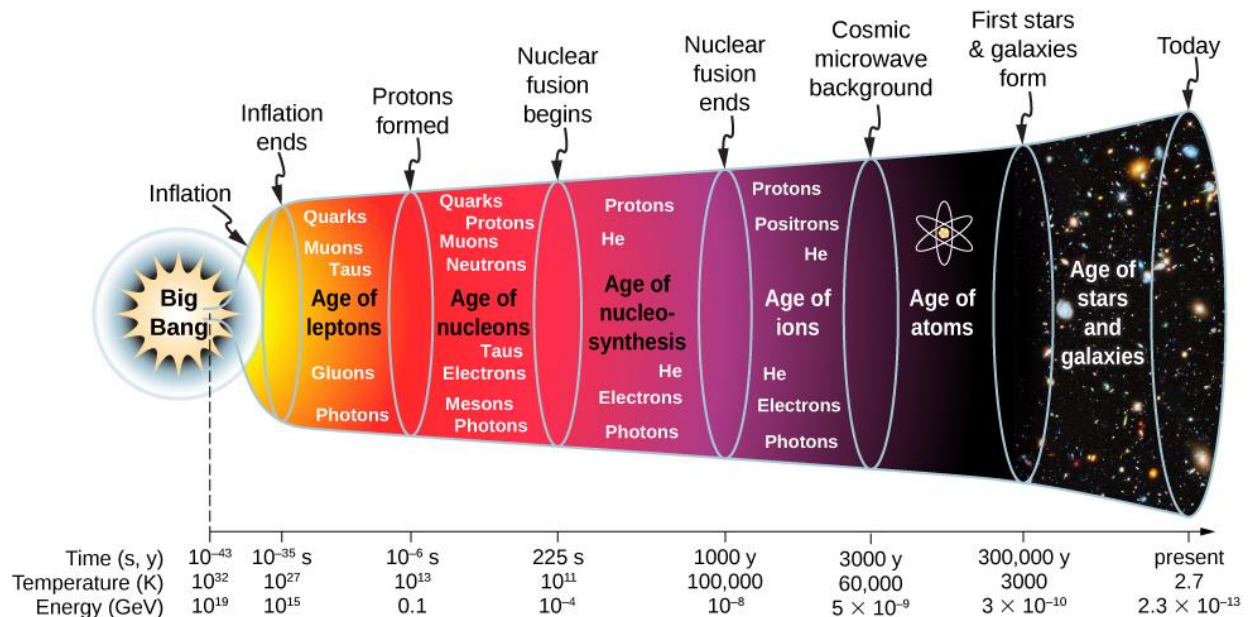 Inflation
Inflation
ends
Protons
formed
Nuclear
fusion
begins
Nuclear
fusion
ends
Cosmic
microwave
background
First stars
& galaxies
form
Today
Big
Bang
Quarks
Muons
Taus
Age of
leptons
Gluons
Photons
Quarks
Protons
Muons
Neutrons
Age of
nucleons
Taus
Electrons
Mesons
Photons
Protons
He
Age of
nucleo-
synthesis
He
Electrons
Photons
Protons
Positrons
He
Age of
ions
He
Electrons
Photons
Age of
atoms
Age of
stars
and
galaxies
Time (s, y) 10⁻⁴³ 10⁻³⁵ s 10⁻⁶ s 225 s 1000 y 3000 y 300,000 y present
Temperature (K) 10³² 10²⁷ 10¹³ 10¹¹ 100,000 60,000 3000 2.7
Energy (GeV) 10¹⁹ 10¹⁵ 0.1 10⁻⁴ 10⁻⁸ 5 × 10⁻⁹ 3 × 10⁻¹⁰ 2.3 × 10⁻¹³